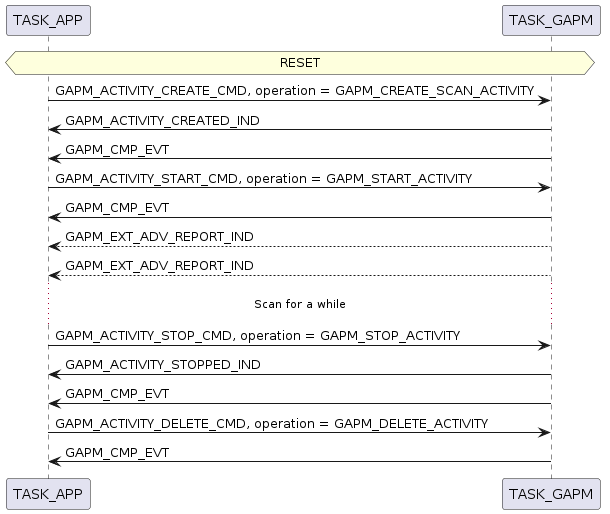 TASK_APP TASK_GAPM
RESET
GAPM_ACTIVITY_CREATE_CMD, operation = GAPM_CREATE_SCAN_ACTIVITY
GAPM_ACTIVITY_CREATED_IND
GAPM_CMP_EVT
GAPM_ACTIVITY_START_CMD, operation = GAPM_START_ACTIVITY
GAPM_CMP_EVT
GAPM_EXT_ADV_REPORT_IND
GAPM_EXT_ADV_REPORT_IND
Scan for a while
GAPM_ACTIVITY_STOP_CMD, operation = GAPM_STOP_ACTIVITY
GAPM_ACTIVITY_STOPPED_IND
GAPM_CMP_EVT
GAPM_ACTIVITY_DELETE_CMD, operation = GAPM_DELETE_ACTIVITY
GAPM_CMP_EVT
TASK_APP TASK_GAPM